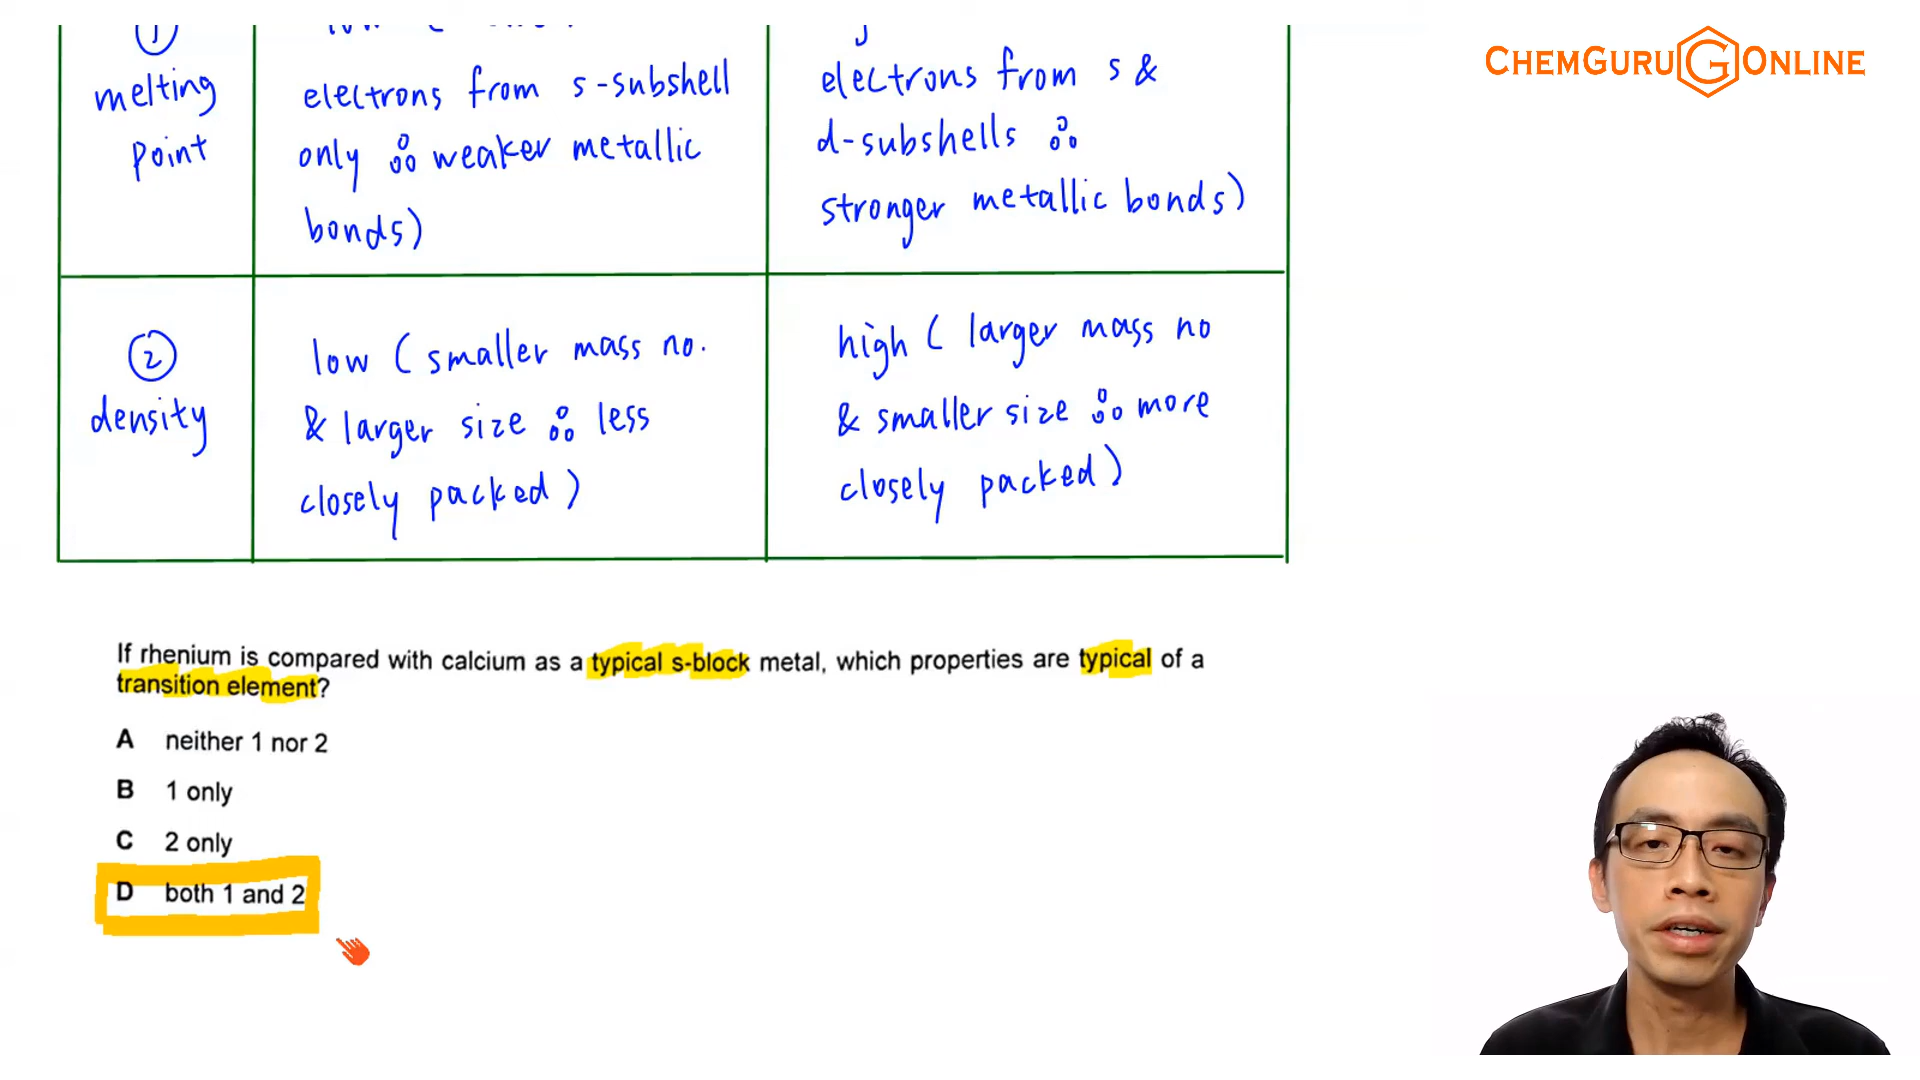 CHEMGURU G ONLINE
①
melting
point
electrons from s-subshell
only ∴ weaker metallic
bonds)
electrons from s &
d-subshells ∴
stronger metallic bonds)
②
density
low (smaller mass no.
& larger size ∴ less
closely packed)
high (larger mass no
& smaller size ∴ more
closely packed)
If rhenium is compared with calcium as a typical s-block metal, which properties are typical of a
transition element?
A neither 1 nor 2
B 1 only
C 2 only
D both 1 and 2